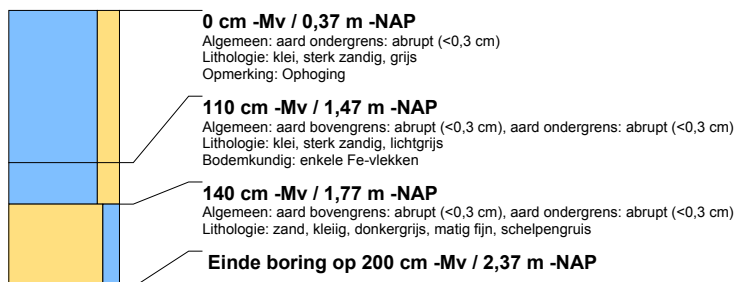 0 cm -Mv / 0,37 m -NAP
Algemeen: aard ondergrens: abrupt (<0,3 cm)
Lithologie: klei, sterk zandig, grijs
Opmerking: Ophoging
110 cm -Mv / 1,47 m -NAP
Algemeen: aard bovengrens: abrupt (<0,3 cm), aard ondergrens: abrupt (<0,3 cm)
Lithologie: klei, sterk zandig, lichtgrijs
Bodemkundig: enkele Fe-vlekken
140 cm -Mv / 1,77 m -NAP
Algemeen: aard bovengrens: abrupt (<0,3 cm), aard ondergrens: abrupt (<0,3 cm)
Lithologie: zand, kleiig, donkergrijs, matig fijn, schelpengruis
Einde boring op 200 cm -Mv / 2,37 m -NAP